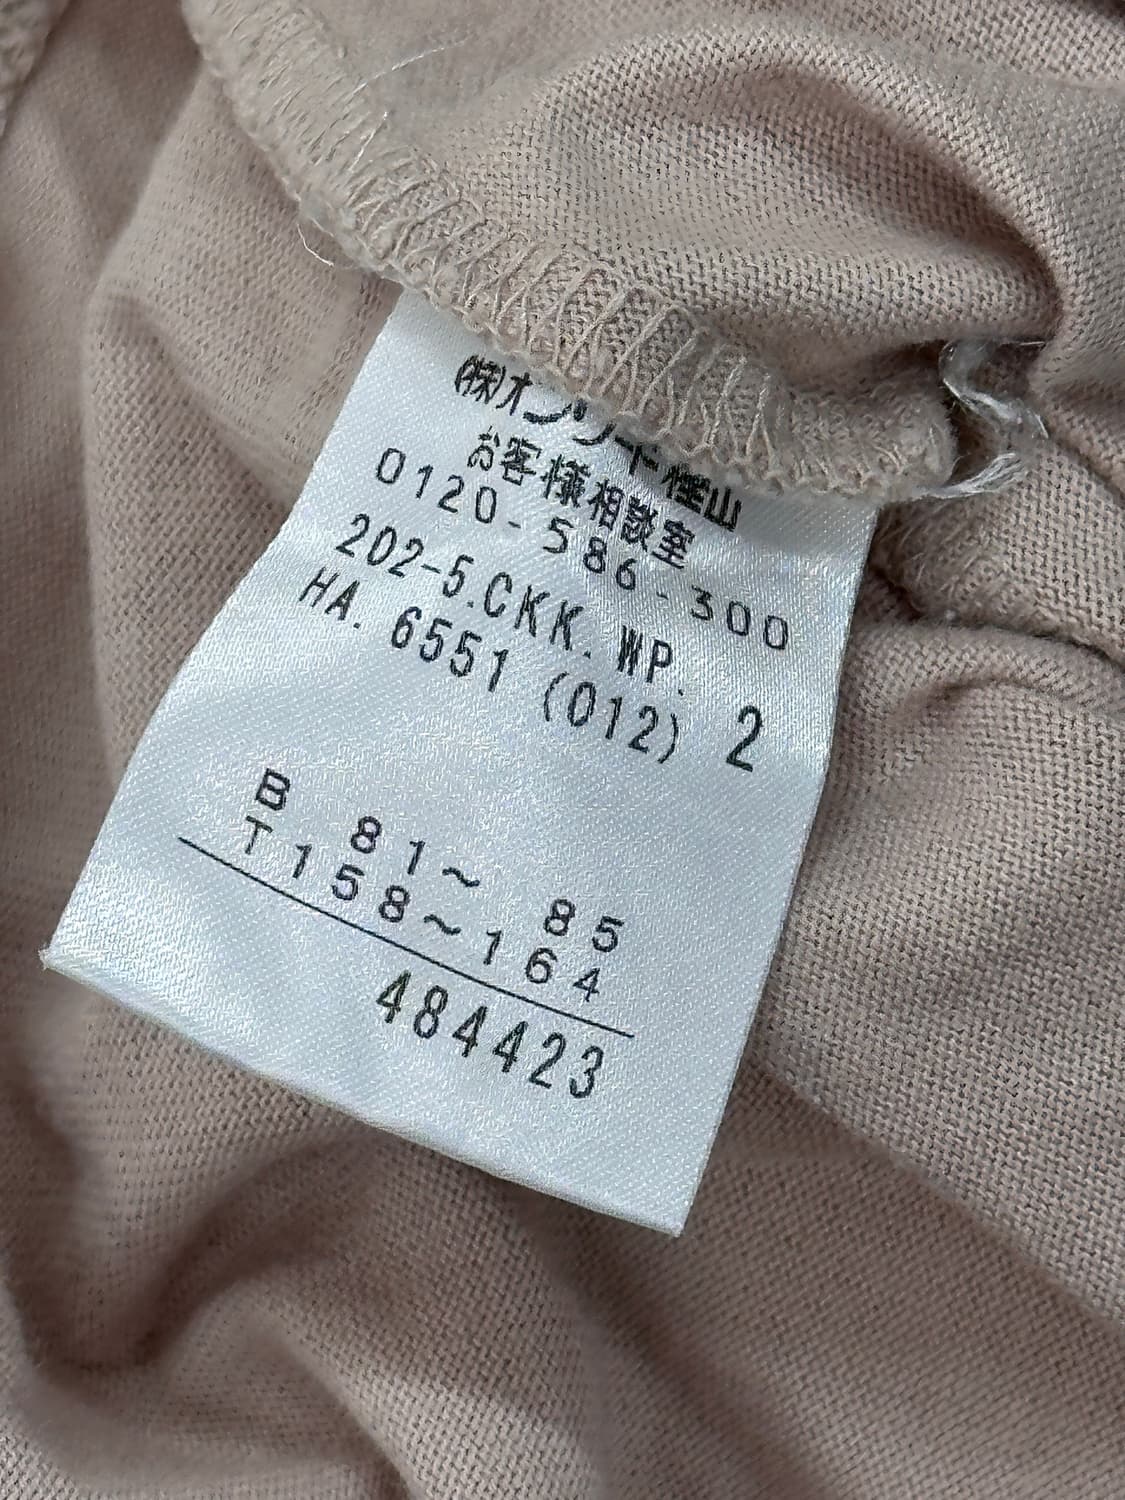 ㈱オンワード樫山
お客様相談室
0120-586-300
202-5.CKK.WP.
HA. 6551 (012) 2
B 81~ 85
T158~164
484423